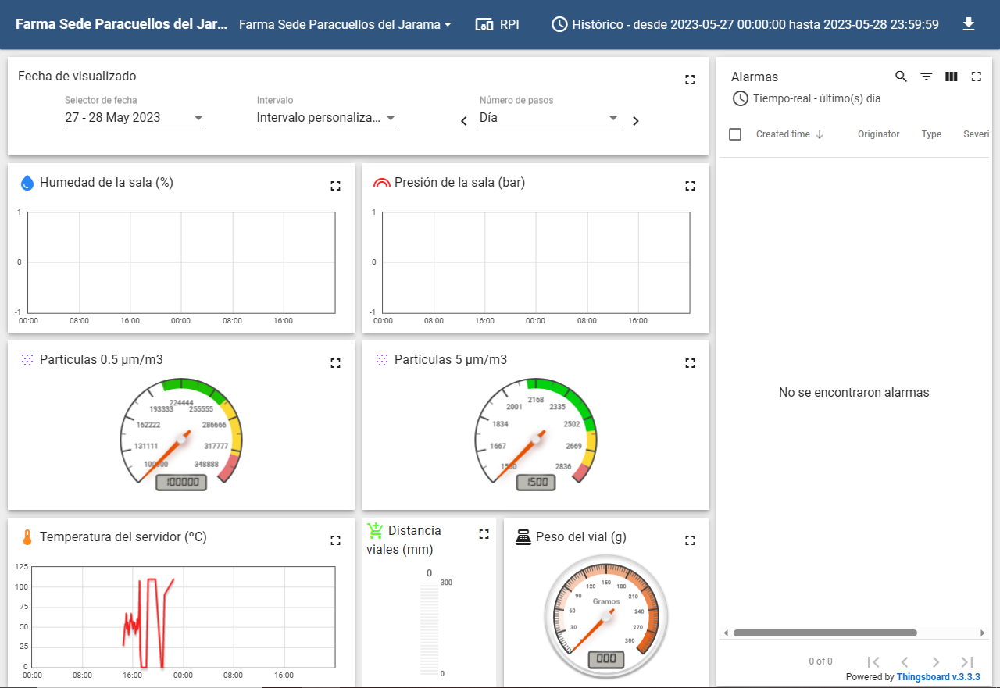 Farma Sede Paracuellos del Jar...
Farma Sede Paracuellos del Jarama
RPI
Histórico - desde 2023-05-27 00:00:00 hasta 2023-05-28 23:59:59
Fecha de visualizado
Selector de fecha
27 - 28 May 2023
Intervalo
Intervalo personaliza...
Número de pasos
Día
Alarmas
Tiempo-real - último(s) día
Created time
Originator
Type
Severi
No se encontraron alarmas
0 of 0
Powered by Thingsboard v.3.3.3
Humedad de la sala (%)
1
0
-1
00:00 08:00 16:00 00:00 08:00 16:00
Presión de la sala (bar)
1
0
-1
00:00 08:00 16:00 00:00 08:00 16:00
Partículas 0.5 µm/m3
224444
193333 255555
162222 286666
131111 317777
348888
100000
Partículas 5 µm/m3
2168
2001 2335
1834 2502
1667 2669
2836
1500
Temperatura del servidor (ºC)
125
100
75
50
25
0
00:00 08:00 16:00 00:00 08:00 16:00
Distancia
viales (mm)
0
300
0
Peso del vial (g)
150
120 180
90 210
Gramos
60 240
30 270
300
000